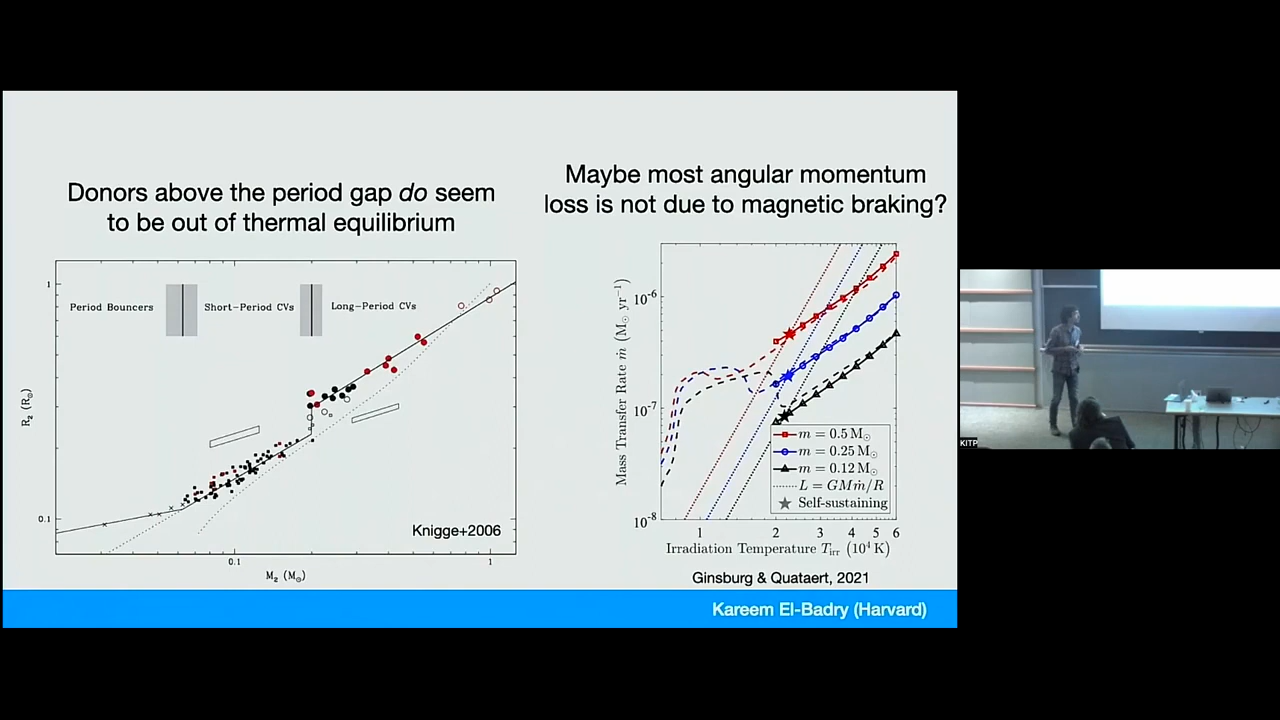 Donors above the period gap do seem
to be out of thermal equilibrium
Maybe most angular momentum
loss is not due to magnetic braking?
1
0.1
R₂ (R☉)
Period Bouncers
Short-Period CVs
Long-Period CVs
Knigge+2006
0.1
1
M₂ (M☉)
Mass Transfer Rate ṁ (M☉ yr⁻¹)
10⁻⁶
10⁻⁷
10⁻⁸
m = 0.5 M☉
m = 0.25 M☉
m = 0.12 M☉
L = GMṁ/R
Self-sustaining
1
2
2
3
4
5
6
Irradiation Temperature Tirr (10⁴ K)
Ginsburg & Quataert, 2021
Kareem El-Badry (Harvard)
KITP